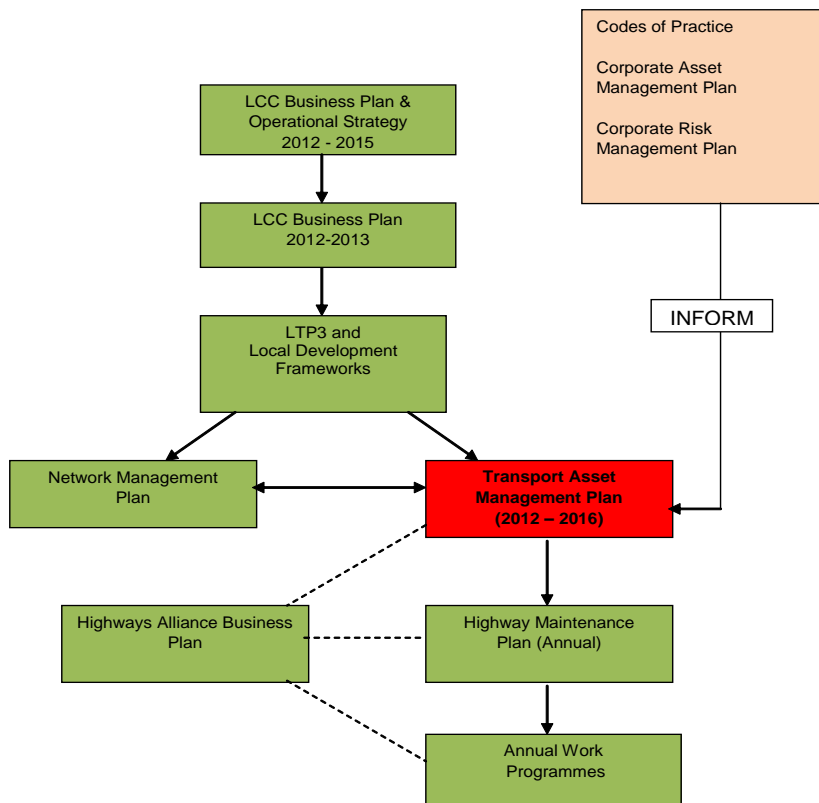 Codes of Practice
Corporate Asset
Management Plan
Corporate Risk
Management Plan
LCC Business Plan &
Operational Strategy
2012 - 2015
LCC Business Plan
2012-2013
INFORM
LTP3 and
Local Development
Frameworks
Network Management
Plan
Transport Asset
Management Plan
(2012 – 2016)
Highways Alliance Business
Plan
Highway Maintenance
Plan (Annual)
Annual Work
Programmes